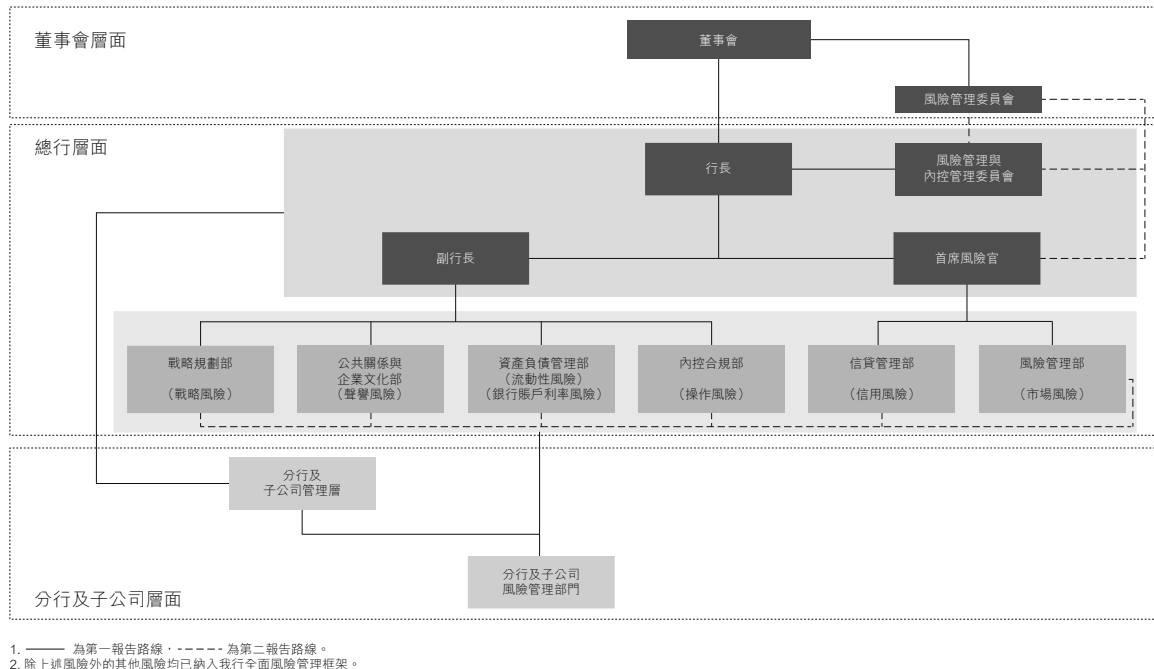 董事會層面
董事會
風險管理委員會
總行層面
行長
風險管理與
內控管理委員會
副行長
首席風險官
戰略規劃部
（戰略風險）
公共關係與
企業文化部
（聲譽風險）
資產負債管理部
（流動性風險）
（銀行賬戶利率風險）
內控合規部
（操作風險）
信貸管理部
（信用風險）
風險管理部
（市場風險）
分行及
子公司管理層
分行及子公司
風險管理部門
分行及子公司層面
1. —— 為第一報告路線，----- 為第二報告路線。
2. 除上述風險外的其他風險均已納入我行全面風險管理框架。